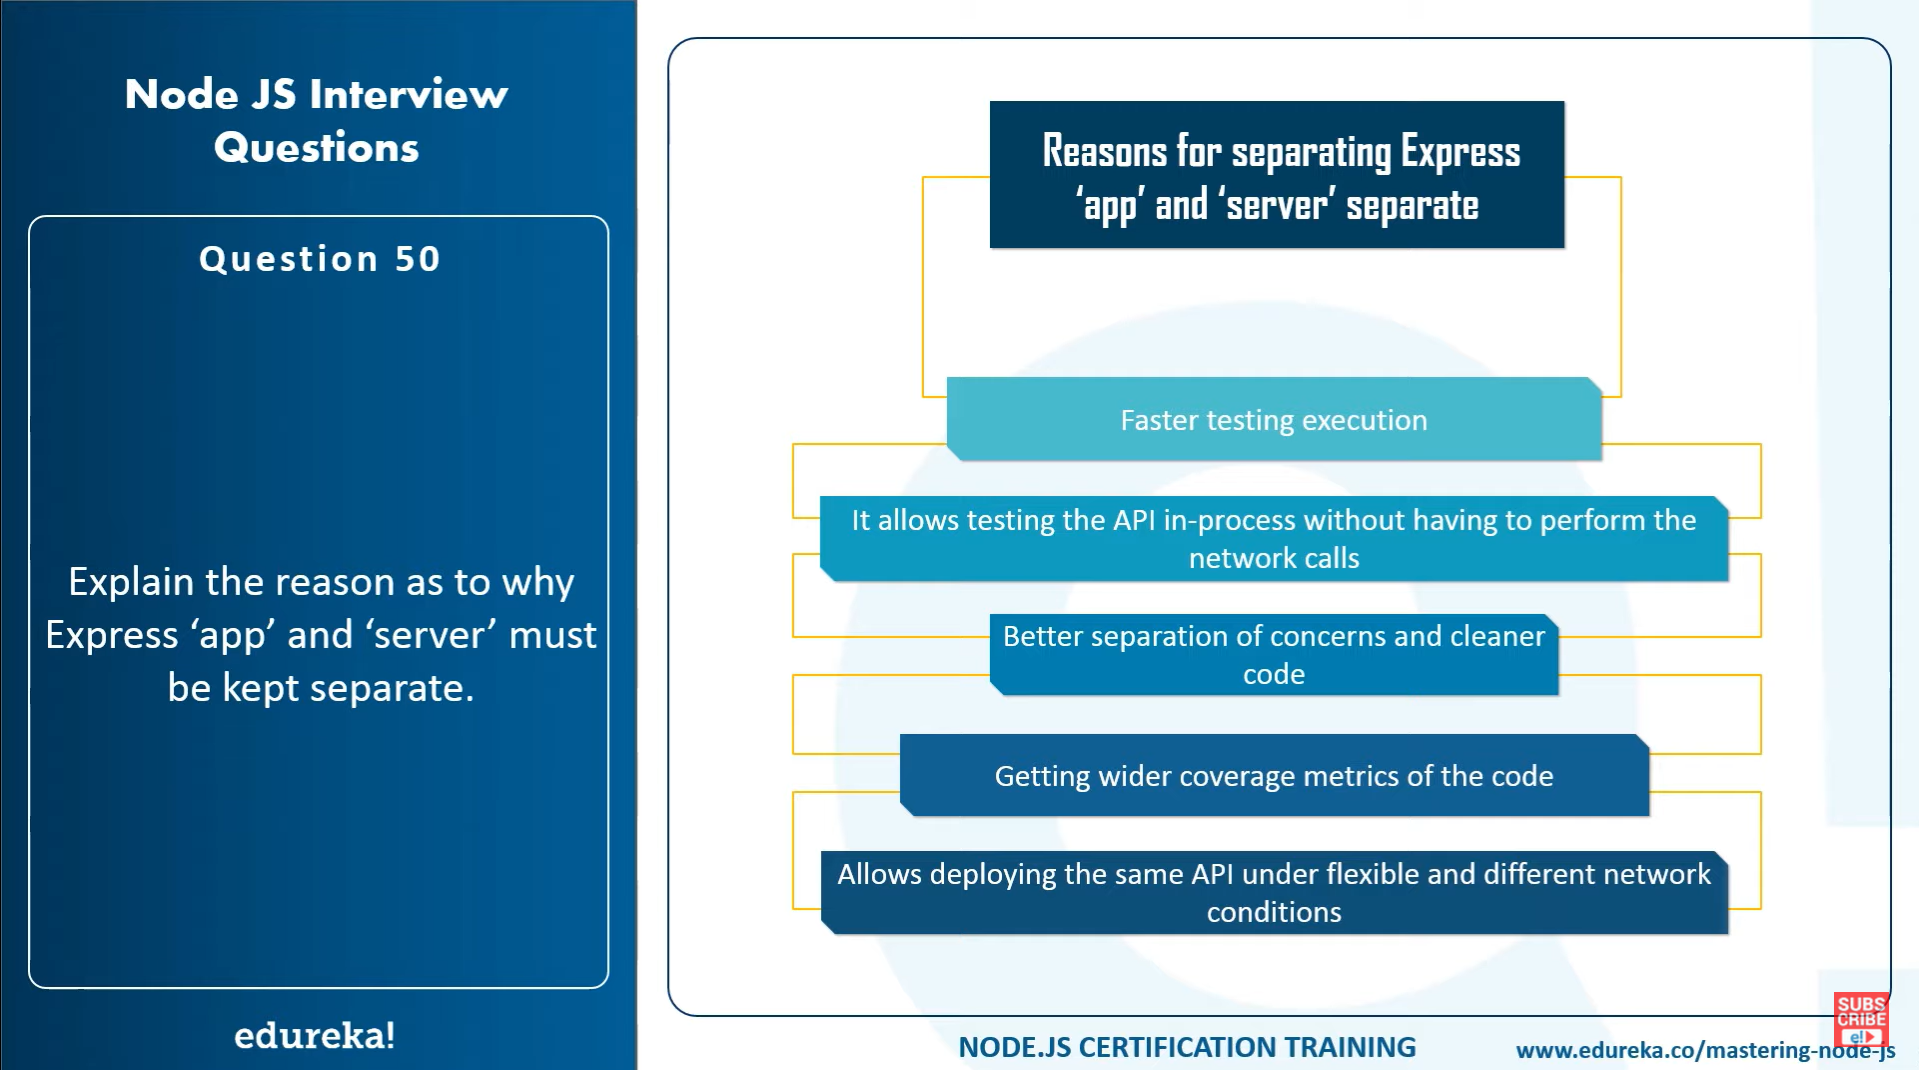 Node JS Interview
Questions
Question 50
Explain the reason as to why
Express ‘app’ and ‘server’ must
be kept separate.
edureka!
Reasons for separating Express
‘app’ and ‘server’ separate
Faster testing execution
It allows testing the API in-process without having to perform the
network calls
Better separation of concerns and cleaner
code
Getting wider coverage metrics of the code
Allows deploying the same API under flexible and different network
conditions
NODE.JS CERTIFICATION TRAINING
SUBS
CRIBE
e!
www.edureka.co/mastering-node-js